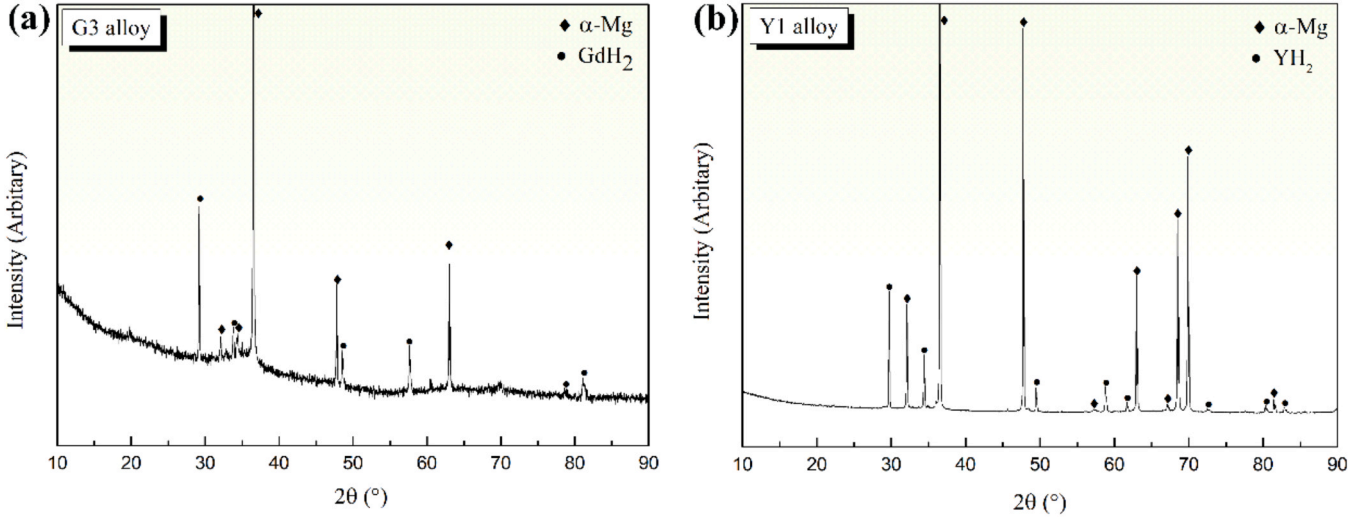 (a)
G3 alloy
◆ α-Mg
● GdH₂
Intensity (Arbitary)
10 20 30 40 50 60 70 80 90
2θ (°)
(b)
Y1 alloy
◆ α-Mg
● YH₂
Intensity (Arbitary)
10 20 30 40 50 60 70 80 90
2θ (°)